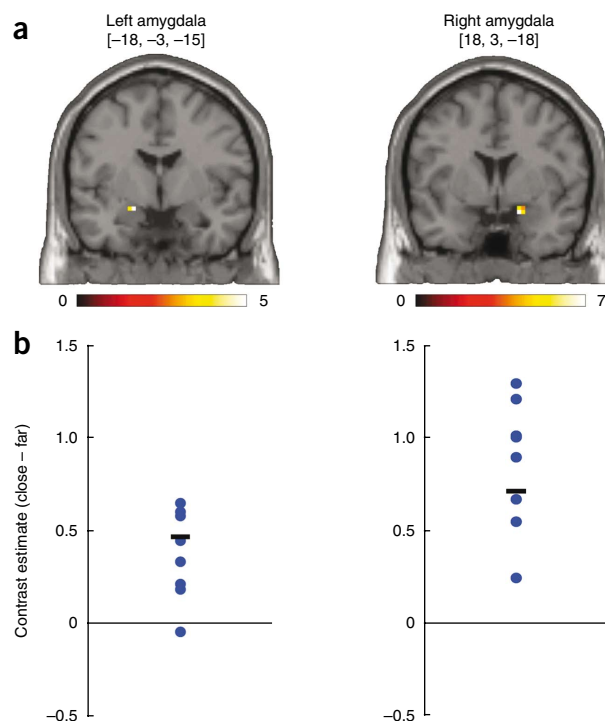 a
Left amygdala
[–18, –3, –15]
Right amygdala
[18, 3, –18]
0 5
0 7
b
Contrast estimate (close – far)
1.5
1.0
0.5
0
–0.5
1.5
1.0
0.5
0
–0.5